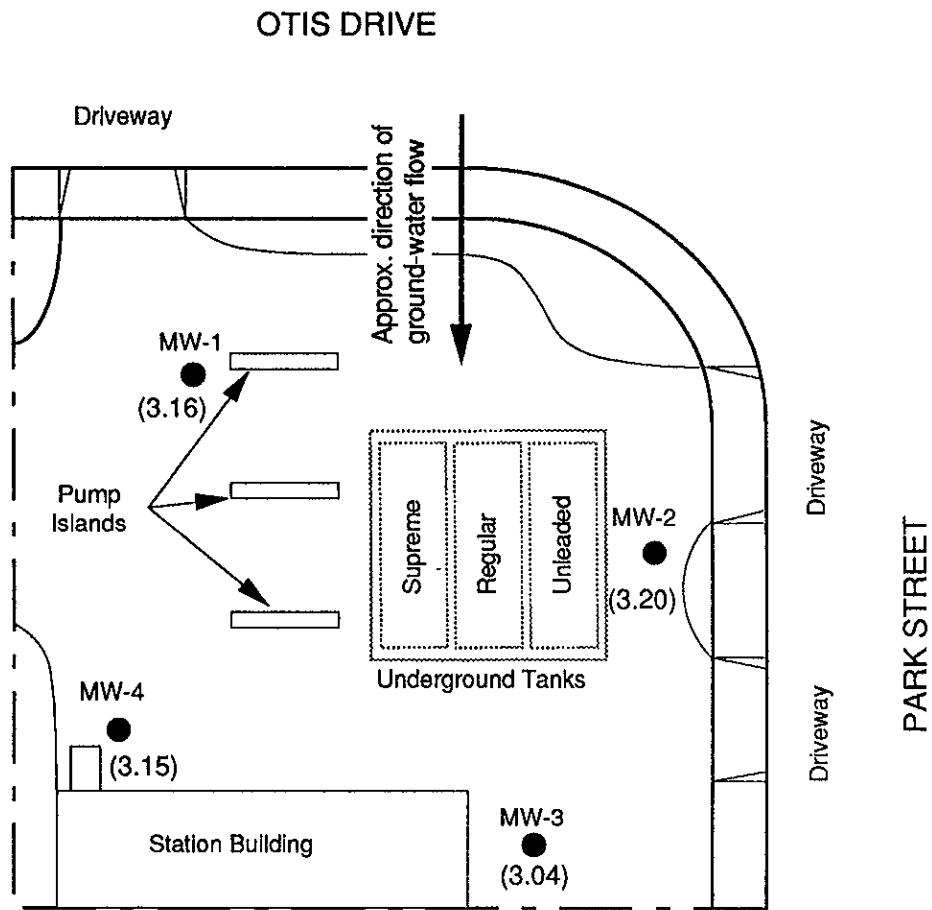 OTIS DRIVE
Driveway
Approx. direction of
ground-water flow
MW-1
(3.16)
Pump
Islands
Supreme
Regular
Unleaded
MW-2
(3.20)
Driveway
PARK STREET
Underground Tanks
MW-4
(3.15)
Driveway
Station Building
MW-3
(3.04)